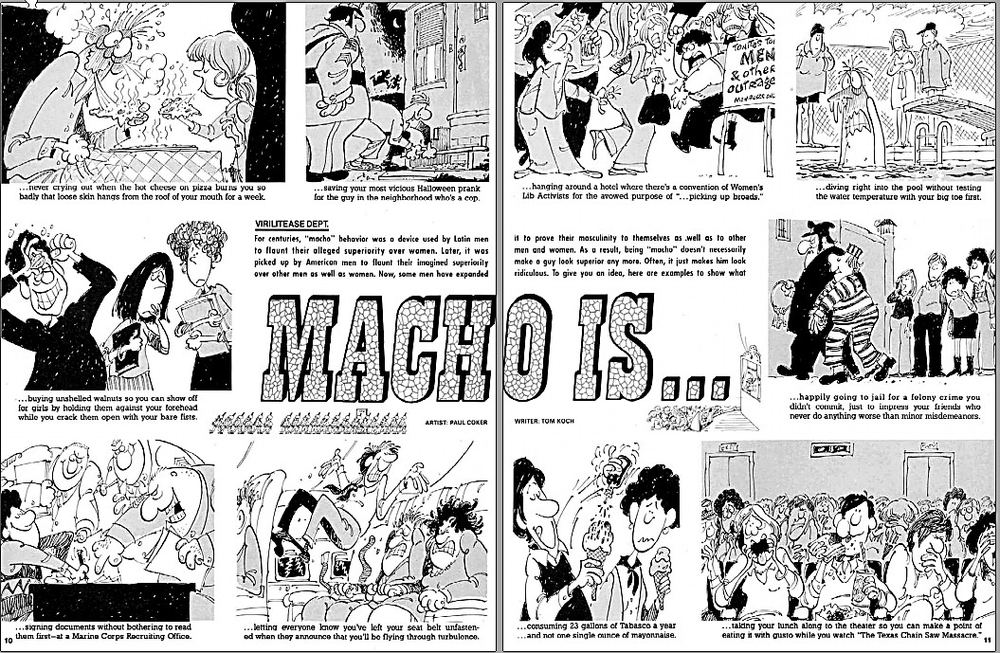 ...never crying out when the hot cheese on pizza burns you so
badly that loose skin hangs from the roof of your mouth for a week.
...saving your most vicious Halloween prank
for the guy in the neighborhood who's a cop.
MEN
& other
...hanging around a hotel where there's a convention of Women's
Lib Activists for the avowed purpose of "...picking up broads."
...diving right into the pool without testing
the water temperature with your big toe first.
VIRILITEASE DEPT.
For centuries, "macho" behavior was a device used by Latin men
to flaunt their alleged superiority over women. Later, it was
picked up by American men to flaunt their imagined superiority
over other men as well as women. Now, some men have expanded
it to prove their masculinity to themselves as well as to other
men and women. As a result, being "macho" doesn't necessarily
make a guy look superior any more. Often, it just makes him look
ridiculous. To give you an idea, here are examples to show what
MACHO IS...
ARTIST: PAUL COKER
WRITER: TOM KOCH
...buying unshelled walnuts so you can show off
for girls by holding them against your forehead
while you crack them open with your bare fists.
...happily going to jail for a felony crime you
didn't commit, just to impress your friends who
never do anything worse than minor misdemeanors.
...signing documents without bothering to read
them first—at a Marine Corps Recruiting Office.
...letting everyone know you've left your seat belt unfasten-
ed when they announce that you'll be flying through turbulence.
...consuming 23 gallons of Tabasco a year
...and not one single ounce of mayonnaise.
...taking your lunch along to the theater so you can make a point of
eating it with gusto while you watch "The Texas Chain Saw Massacre."
10
11